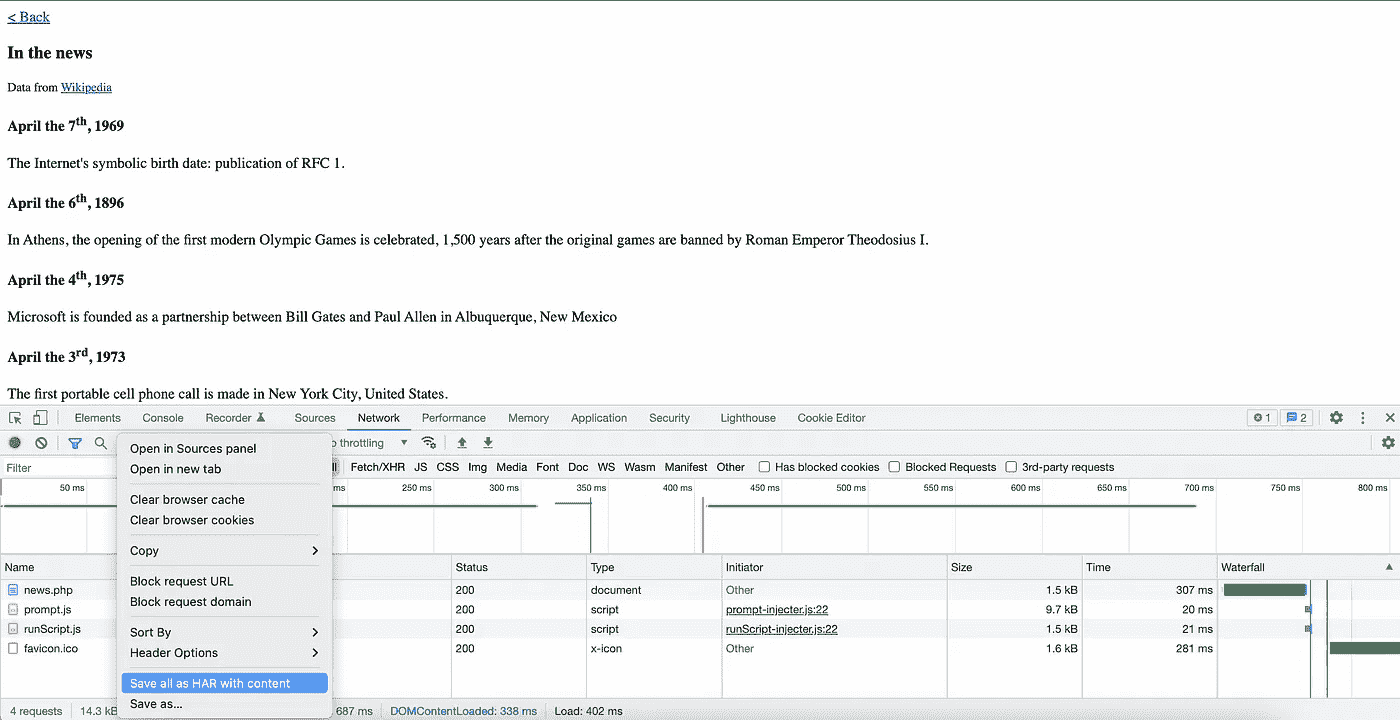 < Back
In the news
Data from Wikipedia
April the 7th, 1969
The Internet's symbolic birth date: publication of RFC 1.
April the 6th, 1896
In Athens, the opening of the first modern Olympic Games is celebrated, 1,500 years after the original games are banned by Roman Emperor Theodosius I.
April the 4th, 1975
Microsoft is founded as a partnership between Bill Gates and Paul Allen in Albuquerque, New Mexico
April the 3rd, 1973
The first portable cell phone call is made in New York City, United States.
Elements Console Recorder Sources Network Performance Memory Application Security Lighthouse Cookie Editor 1 2
throttling
Filter Fetch/XHR JS CSS Img Media Font Doc WS Wasm Manifest Other Has blocked cookies Blocked Requests 3rd-party requests
50 ms ms 250 ms 300 ms 350 ms 400 ms 450 ms 500 ms 550 ms 600 ms 650 ms 700 ms 750 ms 800 ms
Open in Sources panel
Open in new tab
Clear browser cache
Clear browser cookies
Copy
Block request URL
Block request domain
Sort By
Header Options
Save all as HAR with content
Save as...
Name Status Type Initiator Size Time Waterfall
news.php 200 document Other 1.5 kB 307 ms
prompt.js 200 script prompt-injecter.js:22 9.7 kB 20 ms
runScript.js 200 script runScript-injecter.js:22 1.5 kB 21 ms
favicon.ico 200 x-icon Other 1.6 kB 281 ms
4 requests 14.3 kB 687 ms DOMContentLoaded: 338 ms Load: 402 ms